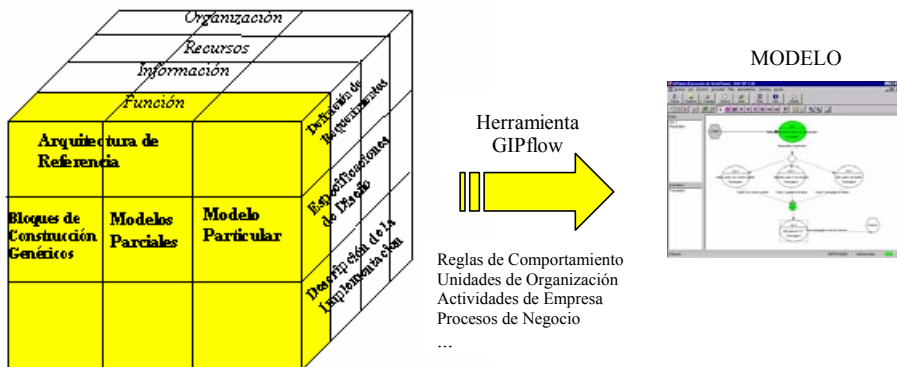 Organización
Recursos
Información
Función
Arquitectura de
Referencia
Bloques de
Construcción
Genéricos
Modelos
Parciales
Modelo
Particular
Definición de
Requerimientos
Especificaciones
de Diseño
Descripción de la
Implementación
Herramienta
GIPflow
Reglas de Comportamiento
Unidades de Organización
Actividades de Empresa
Procesos de Negocio
…
MODELO